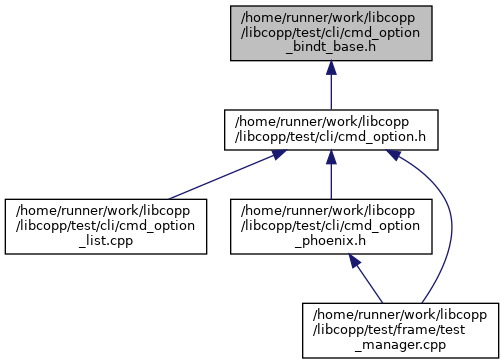 /home/runner/work/libcopp
/libcopp/test/cli/cmd_option
_bindt_base.h
/home/runner/work/libcopp
/libcopp/test/cli/cmd_option.h
/home/runner/work/libcopp
/libcopp/test/cli/cmd_option
_list.cpp
/home/runner/work/libcopp
/libcopp/test/cli/cmd_option
_phoenix.h
/home/runner/work/libcopp
/libcopp/test/frame/test
_manager.cpp